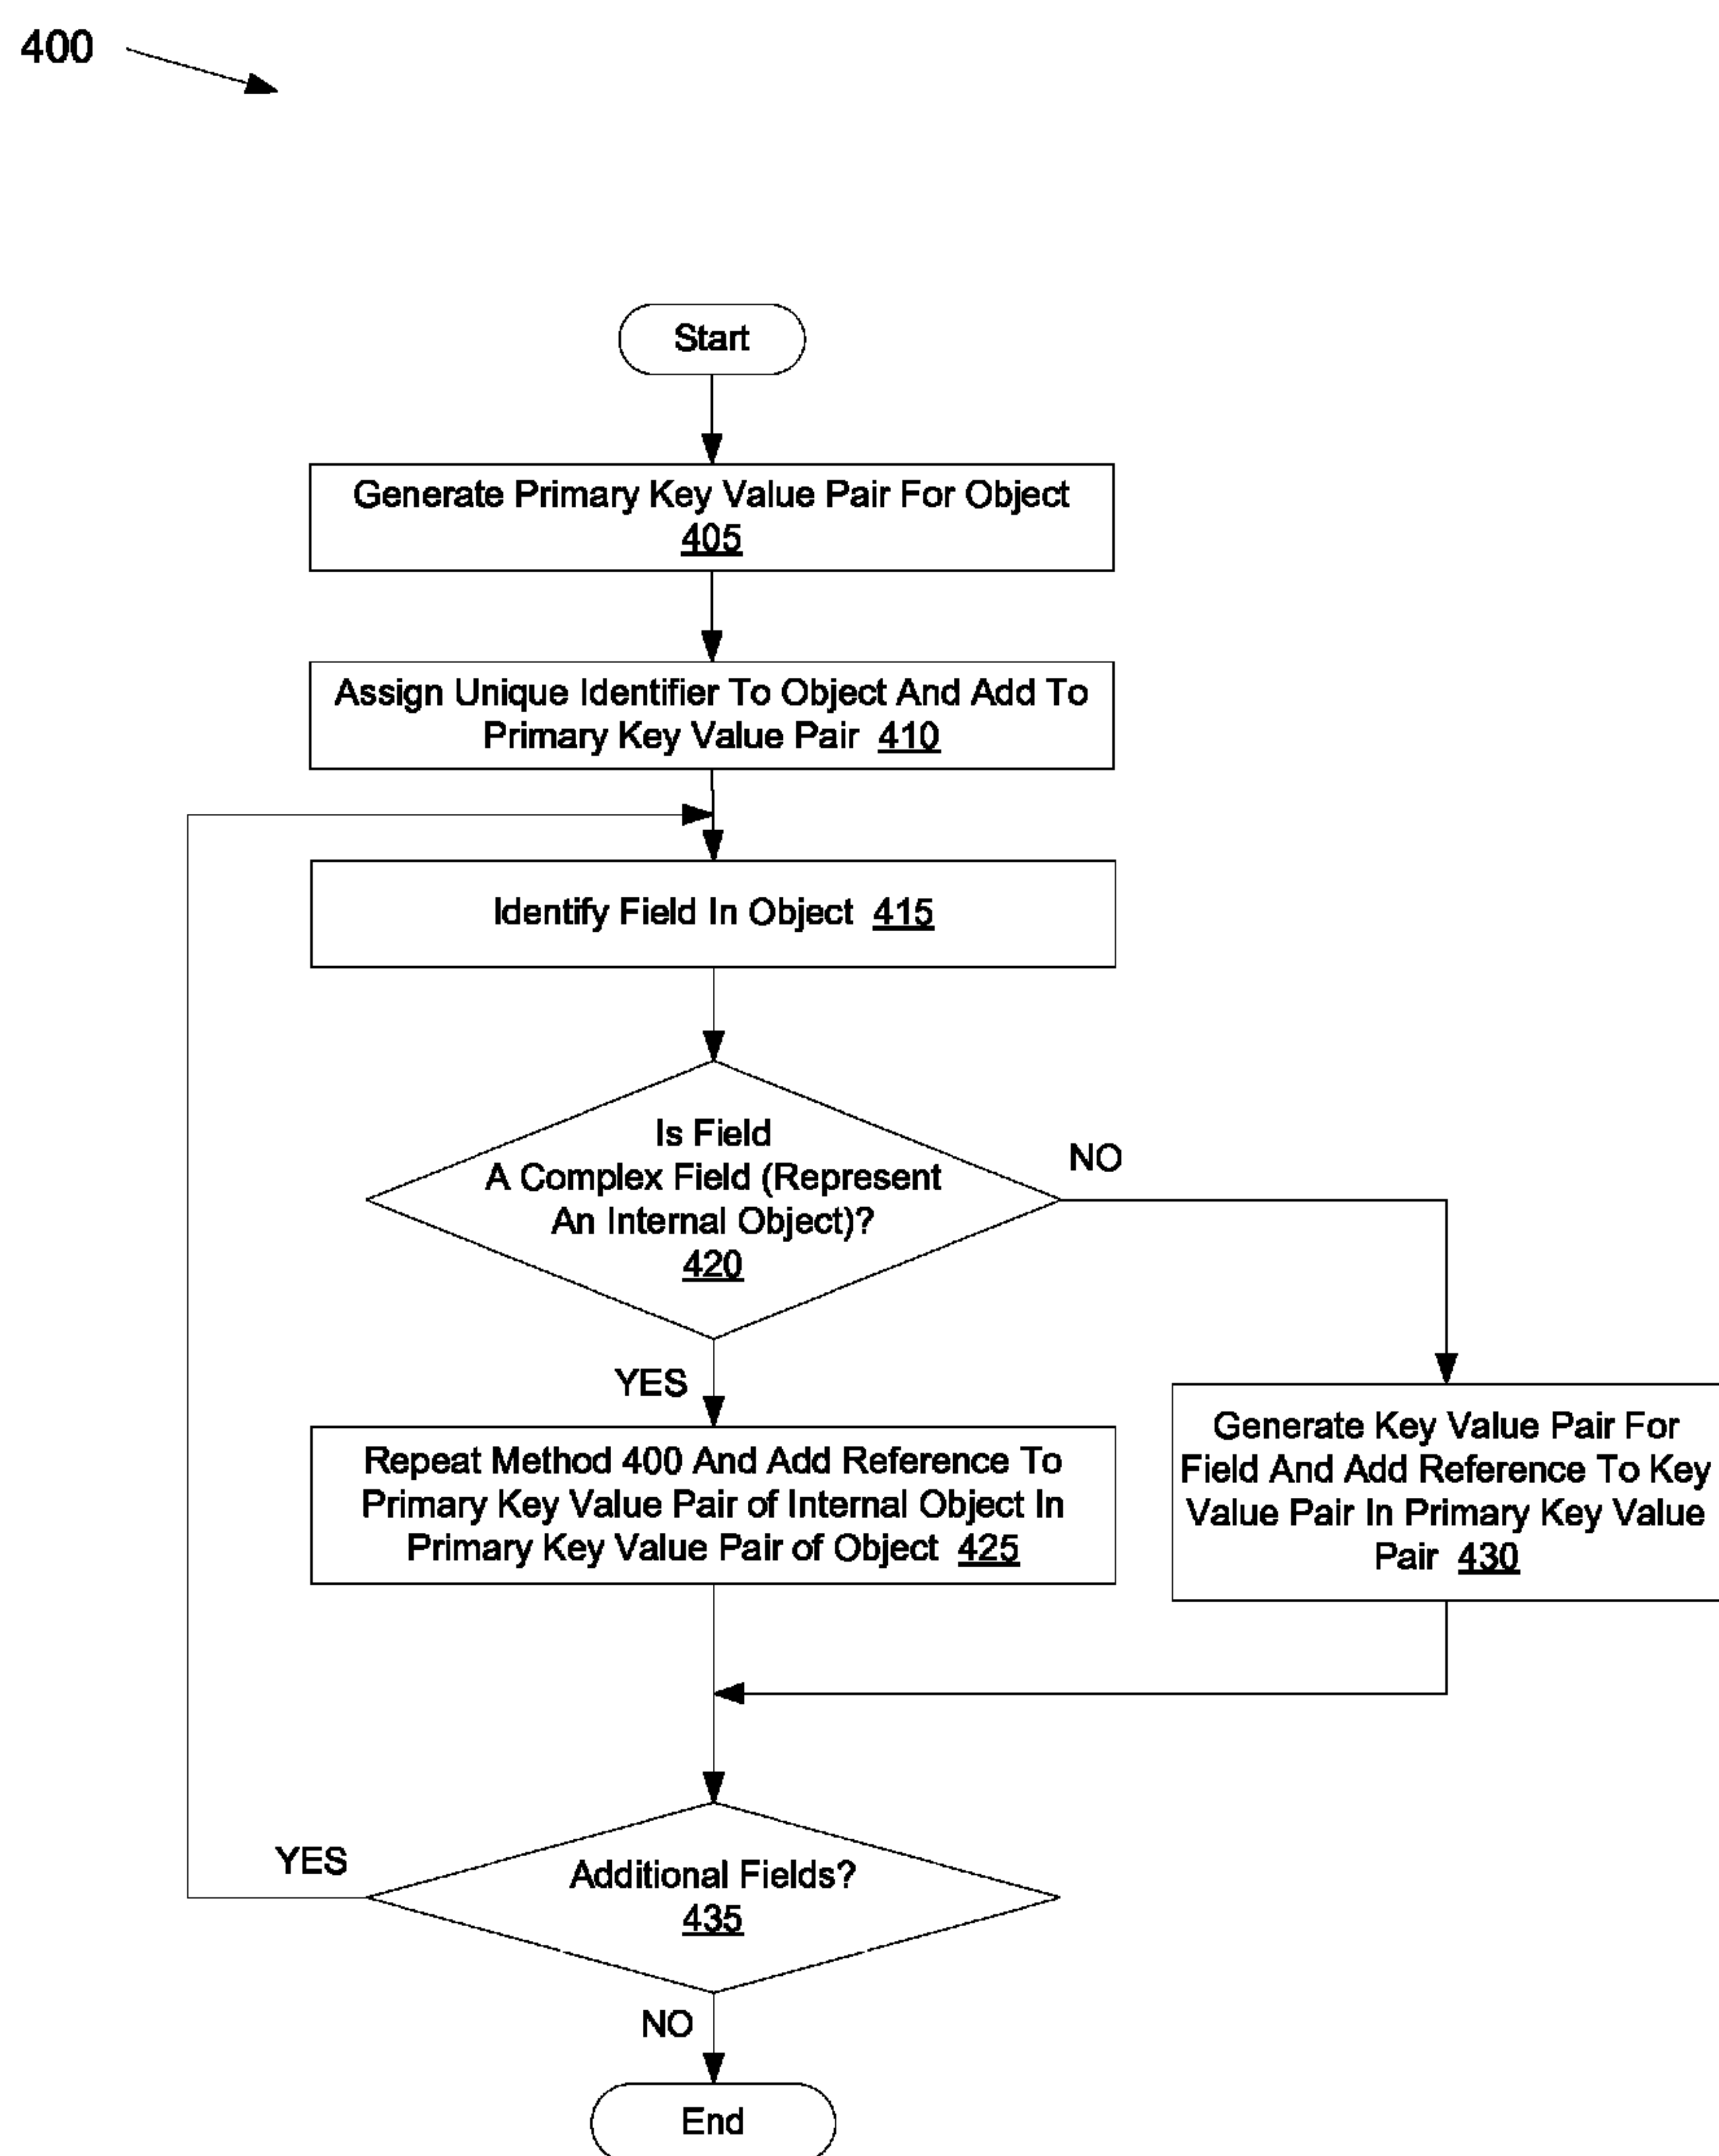 400
Start
Generate Primary Key Value Pair For Object
405
Assign Unique Identifier To Object And Add To
Primary Key Value Pair 410
Identify Field In Object 415
Is Field
A Complex Field (Represent
An Internal Object)?
420
NO
YES
Repeat Method 400 And Add Reference To
Primary Key Value Pair of Internal Object In
Primary Key Value Pair of Object 425
Generate Key Value Pair For
Field And Add Reference To Key
Value Pair In Primary Key Value
Pair 430
YES
Additional Fields?
435
NO
End